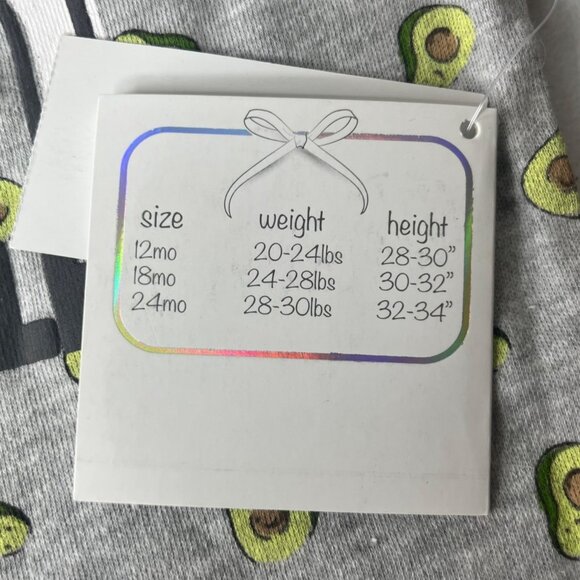 size weight height
12mo 20-24lbs 28-30”
18mo 24-28lbs 30-32”
24mo 28-30lbs 32-34”